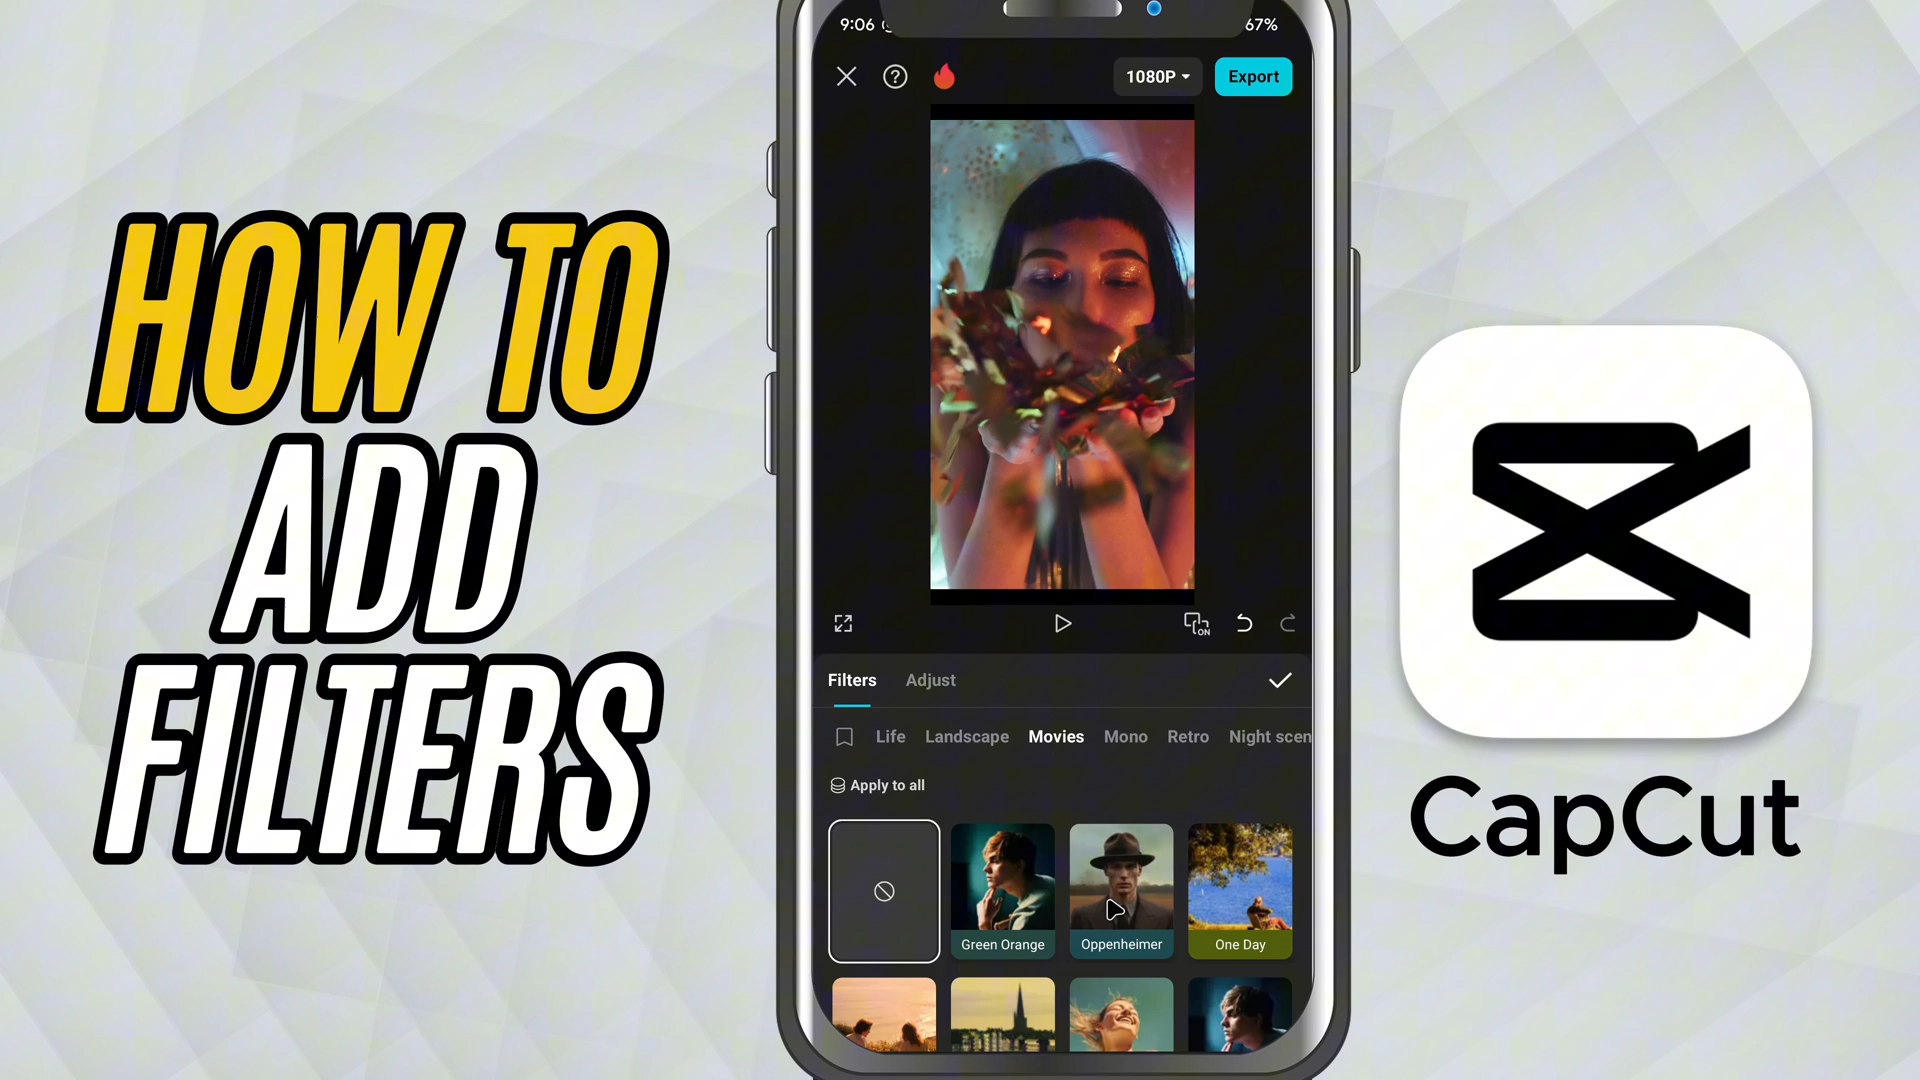 HOW TO
ADD
FILTERS
9:06
67%
1080P
Export
ON
Filters
Adjust
Life
Landscape
Movies
Mono
Retro
Night scen
Apply to all
Green Orange
Oppenheimer
One Day
CapCut